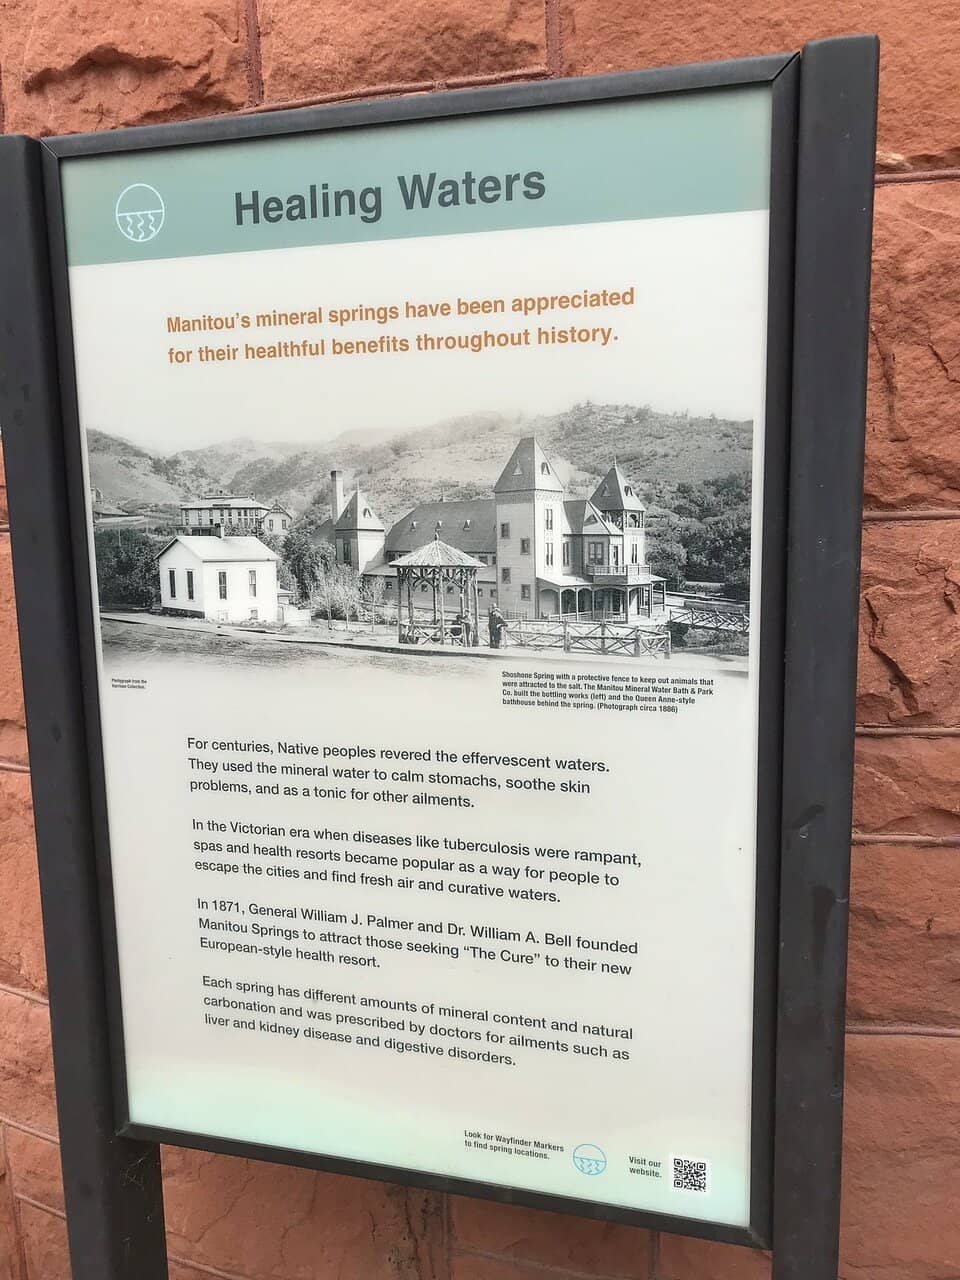 Healing Waters
Manitou's mineral springs have been appreciated
for their healthful benefits throughout history.
Photograph from the
Harrison Collection.
Shoshone Spring with a protective fence to keep out animals that
were attracted to the salt. The Manitou Mineral Water Bath & Park
Co. built the bottling works (left) and the Queen Anne-style
bathhouse behind the spring. (Photograph circa 1886)
For centuries, Native peoples revered the effervescent waters.
They used the mineral water to calm stomachs, soothe skin
problems, and as a tonic for other ailments.
In the Victorian era when diseases like tuberculosis were rampant,
spas and health resorts became popular as a way for people to
escape the cities and find fresh air and curative waters.
In 1871, General William J. Palmer and Dr. William A. Bell founded
Manitou Springs to attract those seeking “The Cure” to their new
European-style health resort.
Each spring has different amounts of mineral content and natural
carbonation and was prescribed by doctors for ailments such as
liver and kidney disease and digestive disorders.
Look for Wayfinder Markers
to find spring locations.
Visit our
website.